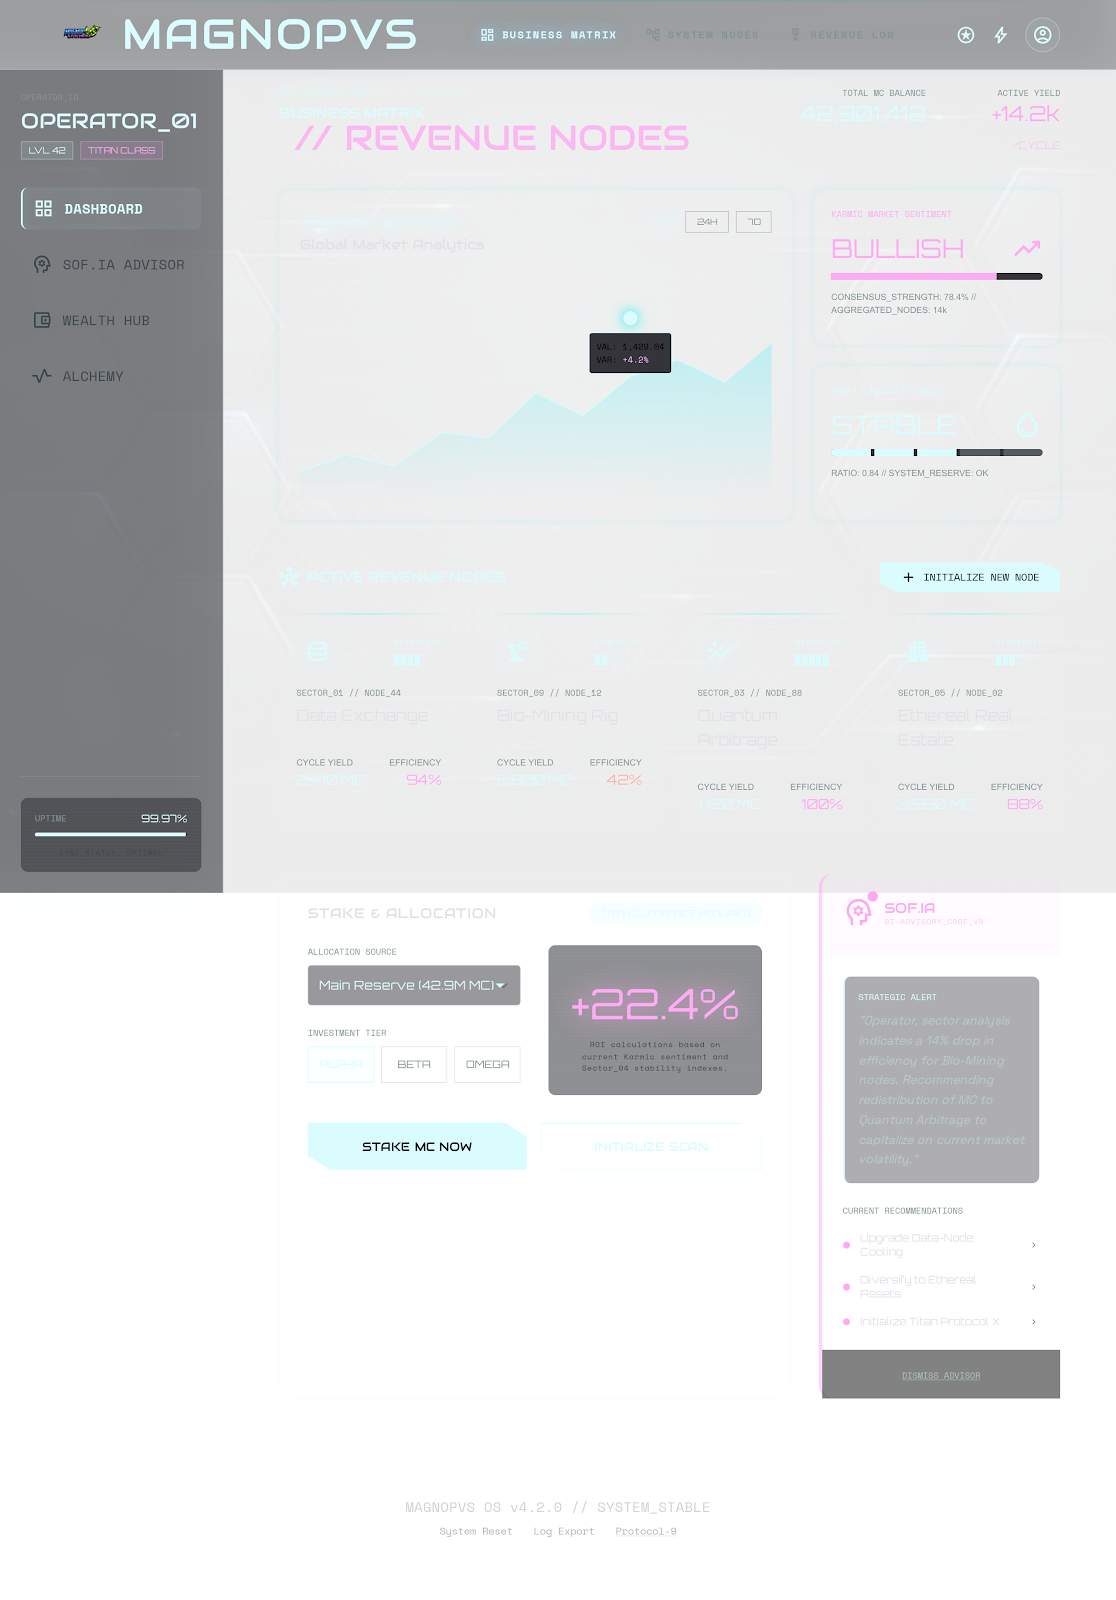 MAGNOPVS
BUSINESS MATRIX
SYSTEM NODES
REVENUE LOG
OPERATOR_ID
OPERATOR_01
LVL 42
TITAN CLASS
DASHBOARD
SOF.IA ADVISOR
WEALTH HUB
ALCHEMY
UPTIME
99.97%
SYNC_STATUS: OPTIMAL
BUSINESS MATRIX
// REVENUE NODES
TOTAL MC BALANCE
42,901,412
ACTIVE YIELD
+14.2k
/CYCLE
Global Market Analytics
24H
7D
VAL: 1,429.04
VAR: +4.2%
KARMIC MARKET SENTIMENT
BULLISH
CONSENSUS_STRENGTH: 78.4% //
AGGREGATED_NODES: 14k
STABLE
RATIO: 0.84 // SYSTEM_RESERVE: OK
ACTIVE REVENUE NODES
INITIALIZE NEW NODE
SECTOR_01 // NODE_44
Data Exchange
CYCLE YIELD
EFFICIENCY
94%
SECTOR_09 // NODE_12
Bio-Mining Rig
CYCLE YIELD
EFFICIENCY
42%
SECTOR_03 // NODE_88
Quantum
Arbitrage
CYCLE YIELD
EFFICIENCY
100%
SECTOR_05 // NODE_02
Ethereal Real
Estate
CYCLE YIELD
EFFICIENCY
88%
STAKE & ALLOCATION
TITAN CLEARANCE REQUIRED
ALLOCATION SOURCE
Main Reserve (42.9M MC)
INVESTMENT TIER
ALPHA
BETA
OMEGA
+22.4%
ROI calculations based on
current Karmic sentiment and
Sector_04 stability indexes.
STAKE MC NOW
INITIALIZE SCAN
SOF.IA
DI-ADVISORY_CORE_V9
STRATEGIC ALERT
"Operator, sector analysis
indicates a 14% drop in
efficiency for Bio-Mining
nodes. Recommending
redistribution of MC to
Quantum Arbitrage to
capitalize on current market
volatility."
CURRENT RECOMMENDATIONS
Upgrade Data-Node
Cooling
Diversify to Ethereal
Assets
Initialize Titan Protocol X
DISMISS ADVISOR
MAGNOPVS OS v4.2.0 // SYSTEM_STABLE
System Reset
Log Export
Protocol-9